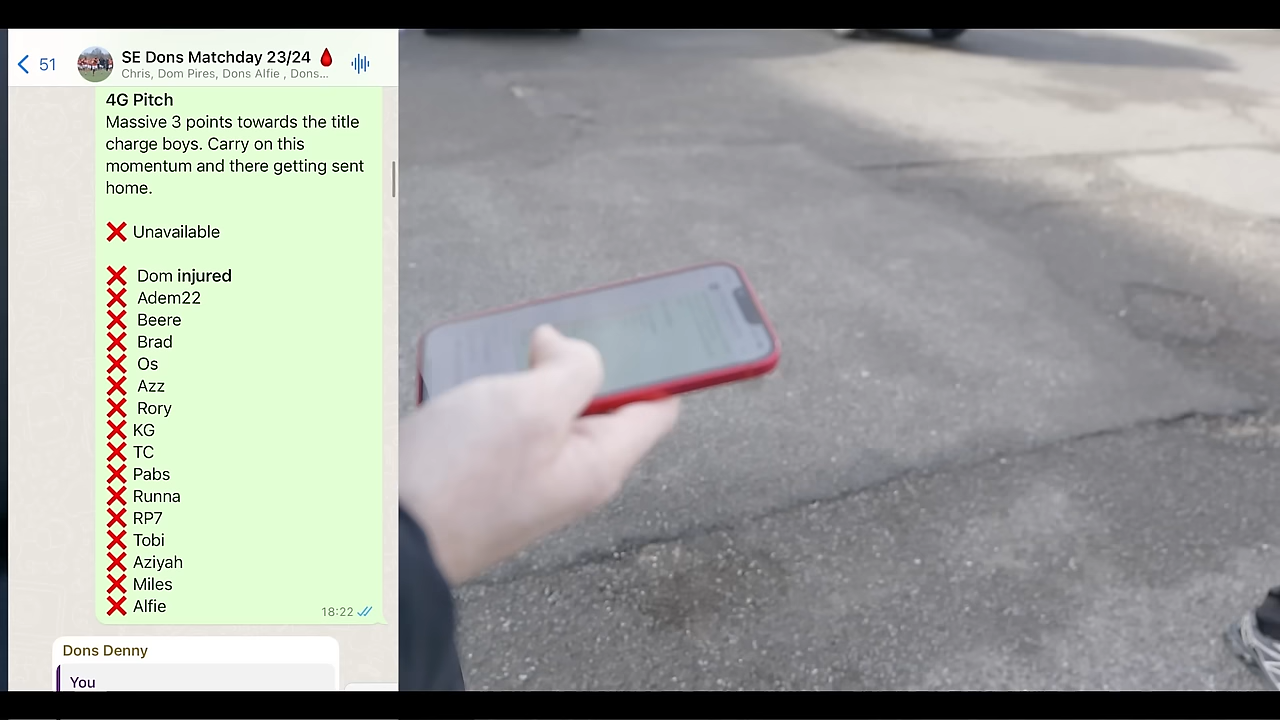 51
SE Dons Matchday 23/24 🩸
Chris, Dom Pires, Dons Alfie , Dons...
4G Pitch
Massive 3 points towards the title
charge boys. Carry on this
momentum and there getting sent
home.
❌ Unavailable
❌ Dom injured
❌ Adem22
❌ Beere
❌ Brad
❌ Os
❌ Azz
❌ Rory
❌ KG
❌ TC
❌ Pabs
❌ Runna
❌ RP7
❌ Tobi
❌ Aziyah
❌ Miles
❌ Alfie
18:22
Dons Denny
You